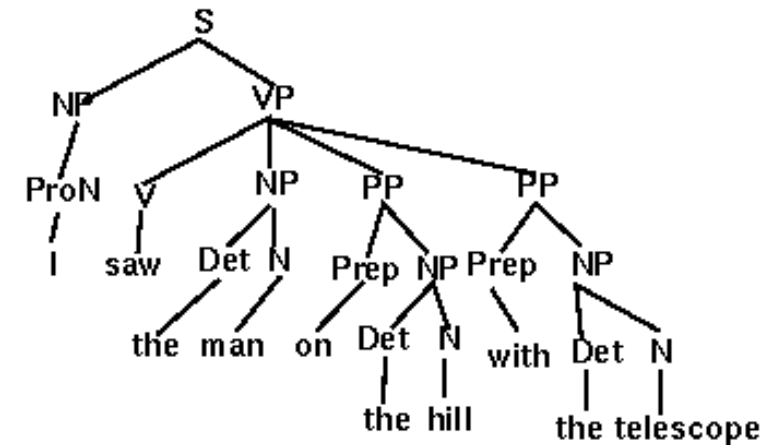 S
NP VP
ProN V NP PP PP
I saw Det N Prep NP Prep NP
the man on Det N with Det N
the hill the telescope